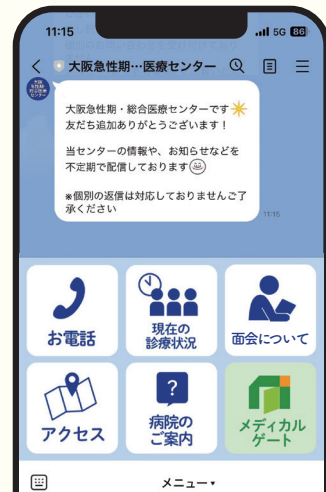 11:15
5G 86
大阪急性期…医療センター
大阪急性期・総合医療センターです
友だち追加ありがとうございます！
当センターの情報や、お知らせなどを
不定期で配信しております
※個別の返信は対応しておりませんご了
承ください
11:15
お電話
現在の
診療状況
面会について
アクセス
?
病院の
ご案内
メディカル
ゲート
メニュー▼